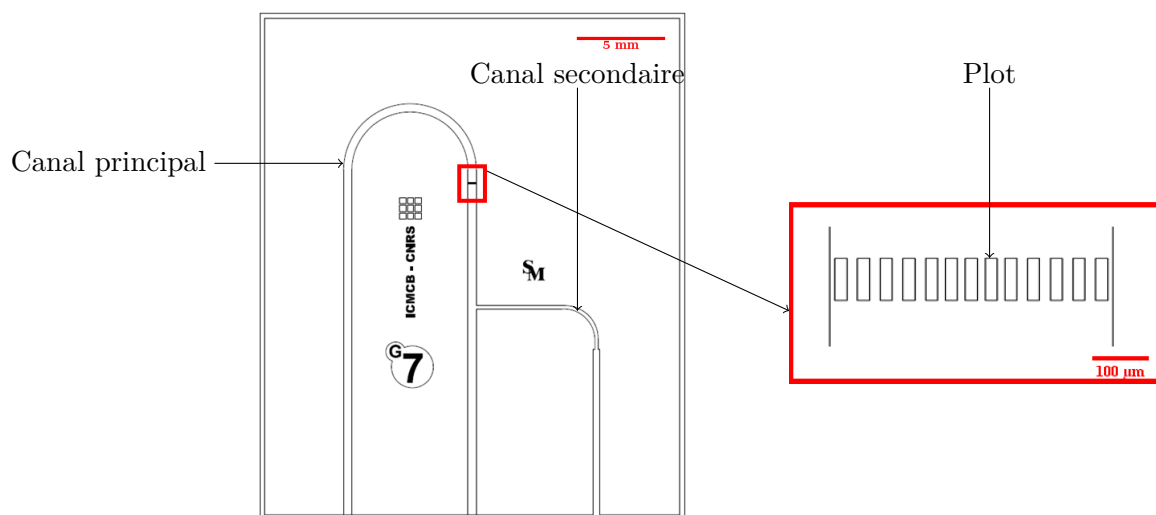 5 mm
Canal secondaire
Plot
Canal principal
ICMCB - CNRS
SM
G
7
100 µm